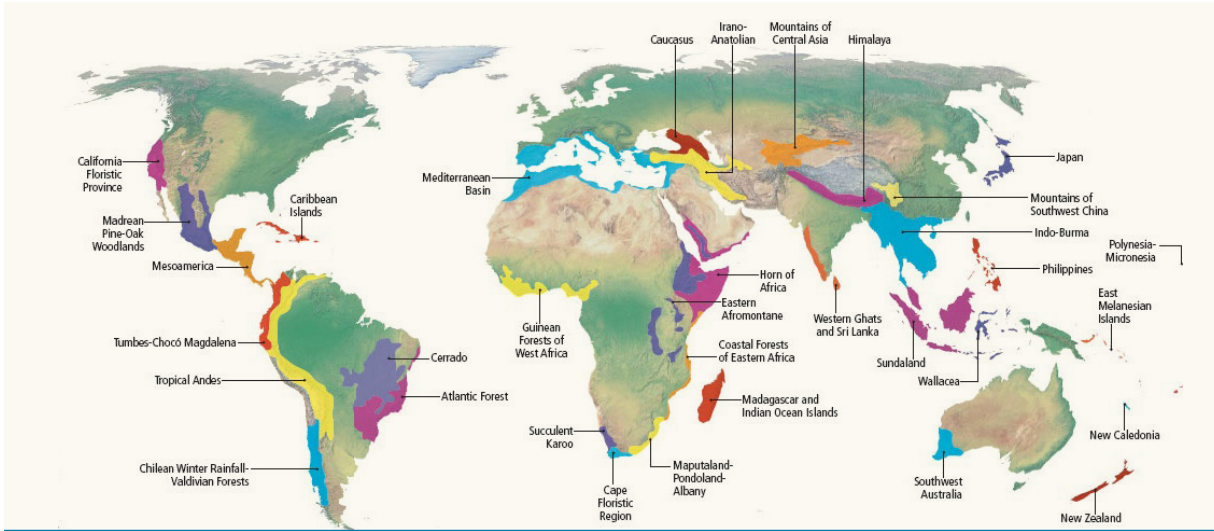 Caucasus
Irano-
Anatolian
Mountains of
Central Asia
Himalaya
California
Floristic
Province
Madrean
Pine-Oak
Woodlands
Caribbean
Islands
Mesoamerica
Tumbes-Chocó Magdalena
Tropical Andes
Cerrado
Atlantic Forest
Chilean Winter Rainfall-
Valdivian Forests
Mediterranean
Basin
Guinean
Forests of
West Africa
Horn of
Africa
Eastern
Afromontane
Coastal Forests
of Eastern Africa
Madagascar and
Indian Ocean Islands
Succulent
Karoo
Cape
Floristic
Region
Maputaland-
Pondoland-
Albany
Western Ghats
and Sri Lanka
Japan
Mountains of
Southwest China
Indo-Burma
Philippines
Polynesia-
Micronesia
East
Melanesian
Islands
Sundaland
Wallacea
New Caledonia
Southwest
Australia
New Zealand